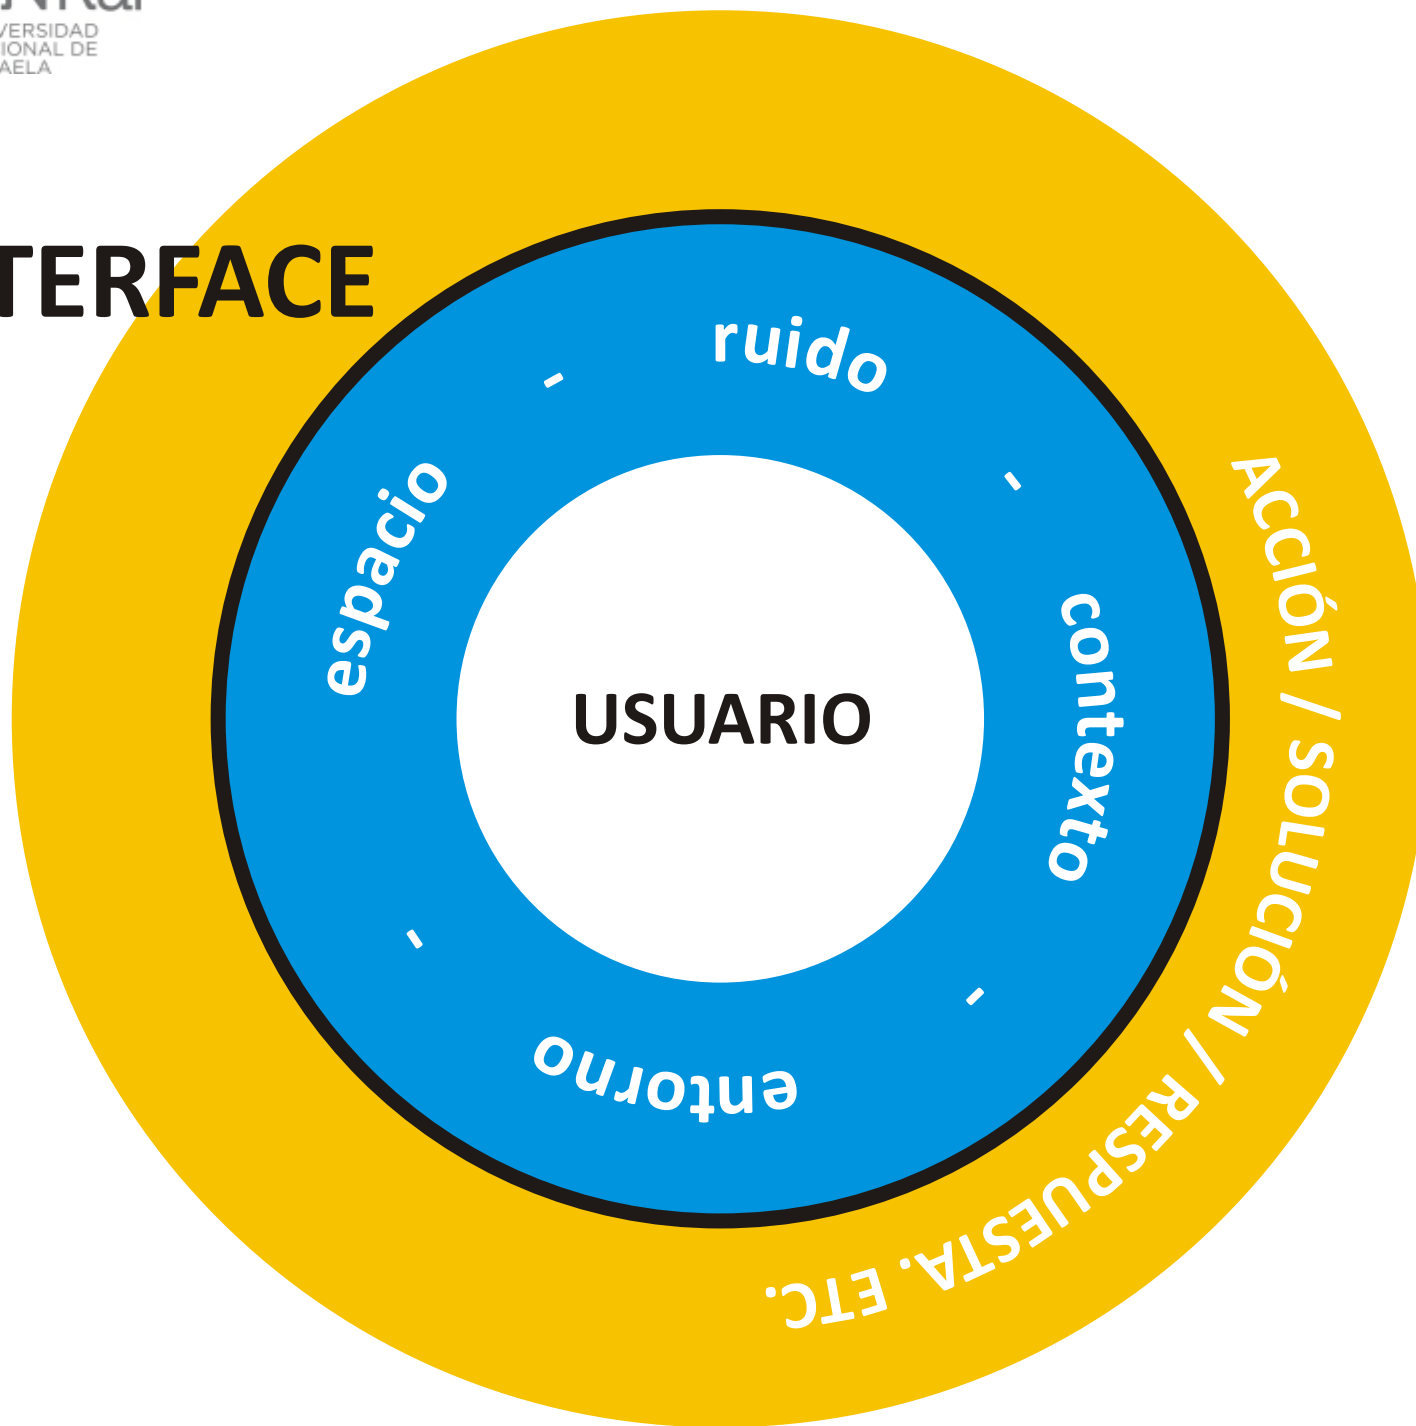 VERSIDAD
IONAL DE
AELA
TERFACE
ruido
-
contexto
-
entorno
-
espacio
-
USUARIO
ACCIÓN / SOLUCIÓN / RESPUESTA. ETC.